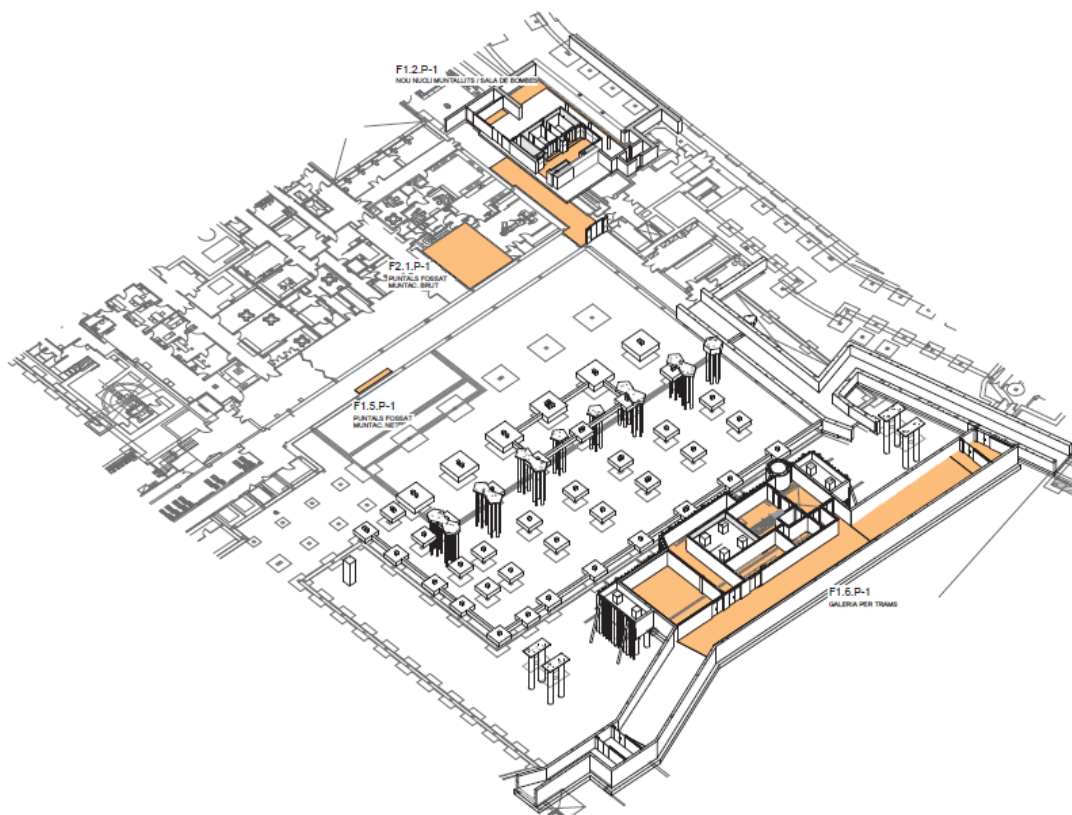 F1.2.P-1
NOU NUCLI MUNTALLITS / SALA DE BOMBES
F2.1.P-1
PUNTALS FOSSAT
MUNTAC. BRUT
F1.5.P-1
PUNTALS FOSSAT
MUNTAC. NET
F1.6.P-1
GALERIA PER TRAMS